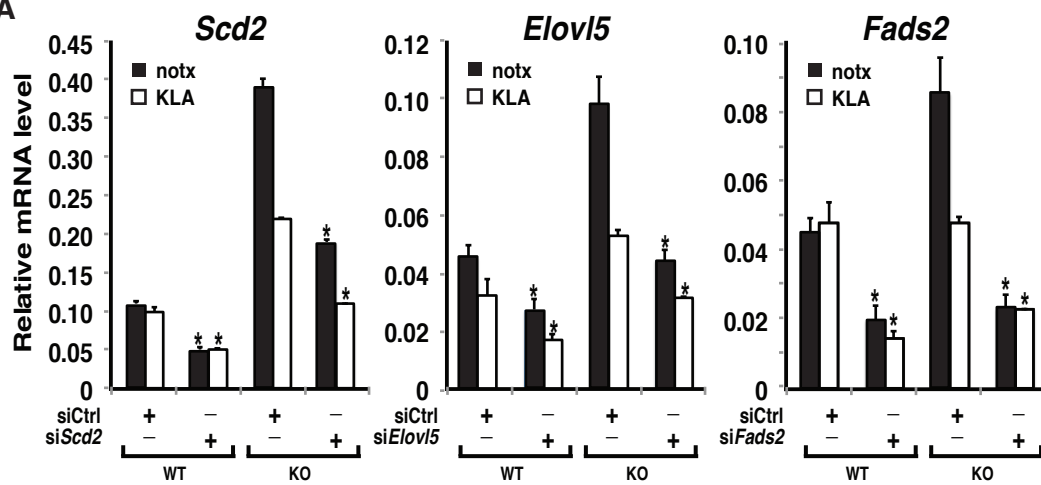 A
Scd2
Elovl5
Fads2
Relative mRNA level
0.45
0.40
0.35
0.30
0.25
0.20
0.15
0.10
0.05
0
notx
KLA
* * * *
siCtrl + – + –
siScd2 – + – +
WT KO
0.12
0.10
0.08
0.06
0.04
0.02
0
notx
KLA
* * * *
siCtrl + – + –
siElovl5 – + – +
WT KO
0.10
0.08
0.06
0.04
0.02
0
notx
KLA
* * * *
siCtrl + – + –
siFads2 – + – +
WT KO